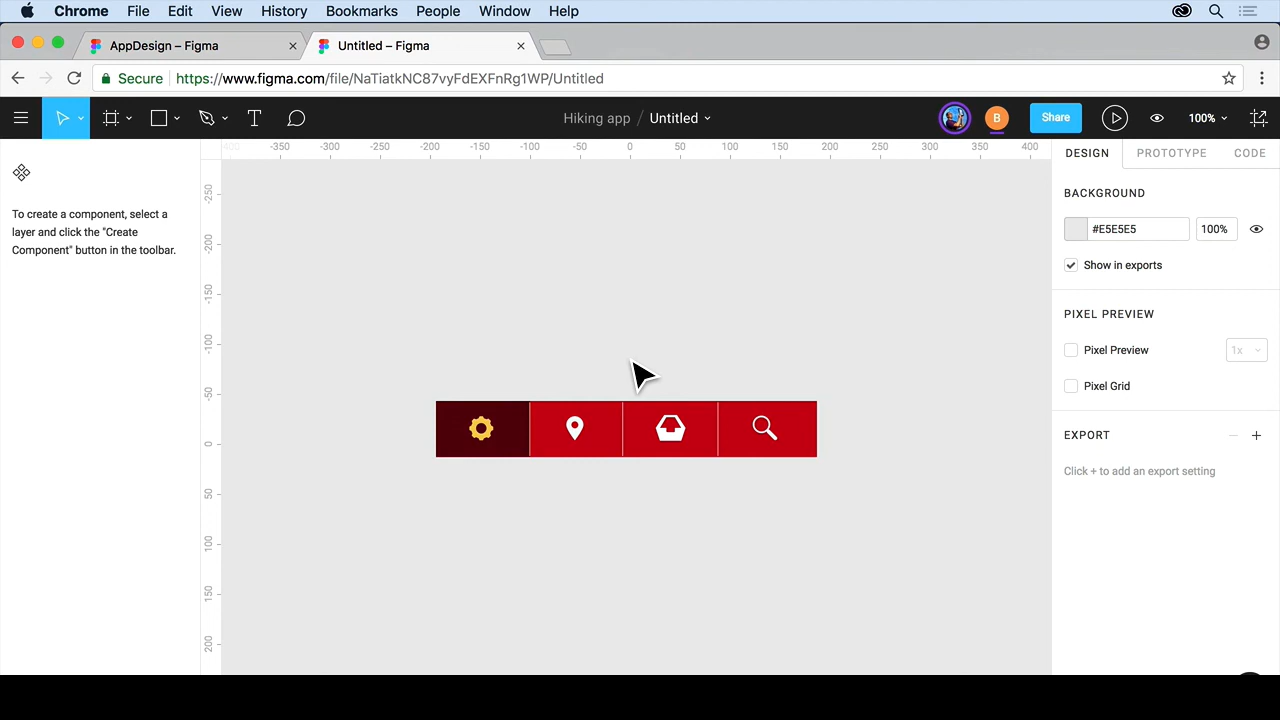 Chrome File Edit View History Bookmarks People Window Help
AppDesign – Figma
Untitled – Figma
Secure https://www.figma.com/file/NaTiatkNC87vyFdEXFnRg1WP/Untitled
Hiking app / Untitled
B
Share
100%
400 -350 -300 -250 -200 -150 -100 -50 0 50 100 150 200 250 300 350 400
-250
-200
-150
-100
-50
0
50
100
150
200
To create a component, select a
layer and click the "Create
Component" button in the toolbar.
DESIGN PROTOTYPE CODE
BACKGROUND
#E5E5E5 100%
Show in exports
PIXEL PREVIEW
Pixel Preview 1x
Pixel Grid
EXPORT
Click + to add an export setting